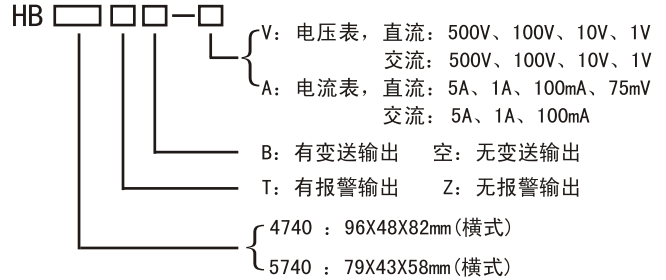 HB □□□－□
V：电压表，直流：500V、100V、10V、1V
交流：500V、100V、10V、1V
A：电流表，直流：5A、1A、100mA、75mV
交流：5A、1A、100mA
B：有变送输出 空：无变送输出
T：有报警输出 Z：无报警输出
4740 ：96X48X82mm(横式)
5740 ：79X43X58mm(横式)